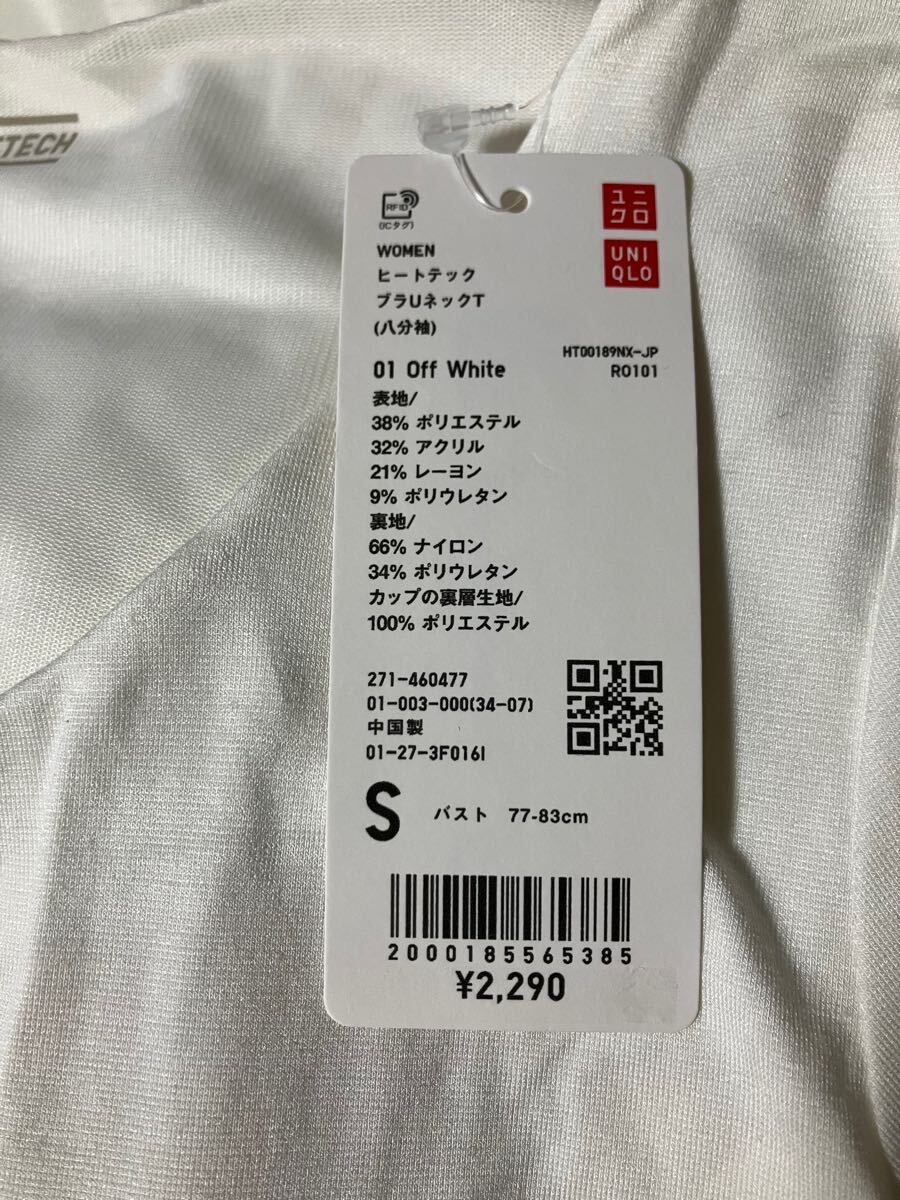 TTECH
RFID
(ICタグ)
ユニ
クロ
UNI
QLO
WOMEN
ヒートテック
ブラUネックT
(八分袖)
HT00189NX-JP
01 Off White
RO101
表地/
38% ポリエステル
32% アクリル
21% レーヨン
9% ポリウレタン
裏地/
66% ナイロン
34% ポリウレタン
カップの裏層生地/
100% ポリエステル
271-460477
01-003-000(34-07)
中国製
01-27-3F016I
S バスト 77-83cm
2000185565385
¥2,290